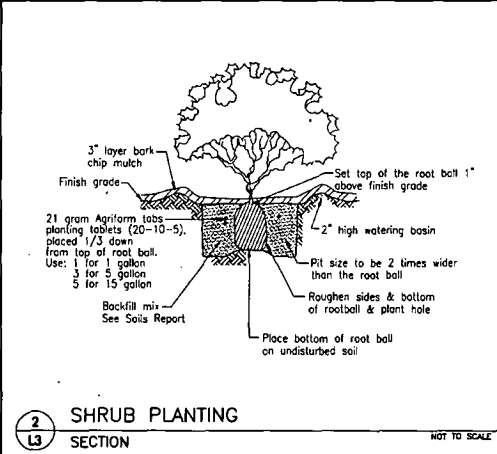 3" layer bark
chip mulch
Finish grade
21 gram Agriform tabs
planting tablets (20-10-5),
placed 1/3 down
from top of root ball.
Use: 1 for 1 gallon
3 for 5 gallon
5 for 15 gallon
Backfill mix
See Soils Report
Set top of the root ball 1"
above finish grade
2" high watering basin
Pit size to be 2 times wider
than the root ball
Roughen sides & bottom
of rootball & plant hole
Place bottom of root ball
on undisturbed soil
2
L3
SHRUB PLANTING
SECTION
NOT TO SCALE